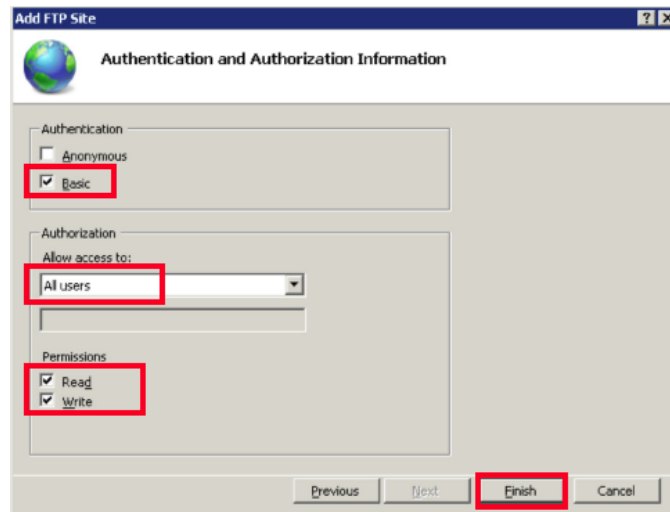 Add FTP Site
Authentication and Authorization Information
Authentication
Anonymous
Basic
Authorization
Allow access to:
All users
Permissions
Read
Write
Previous Next Finish Cancel